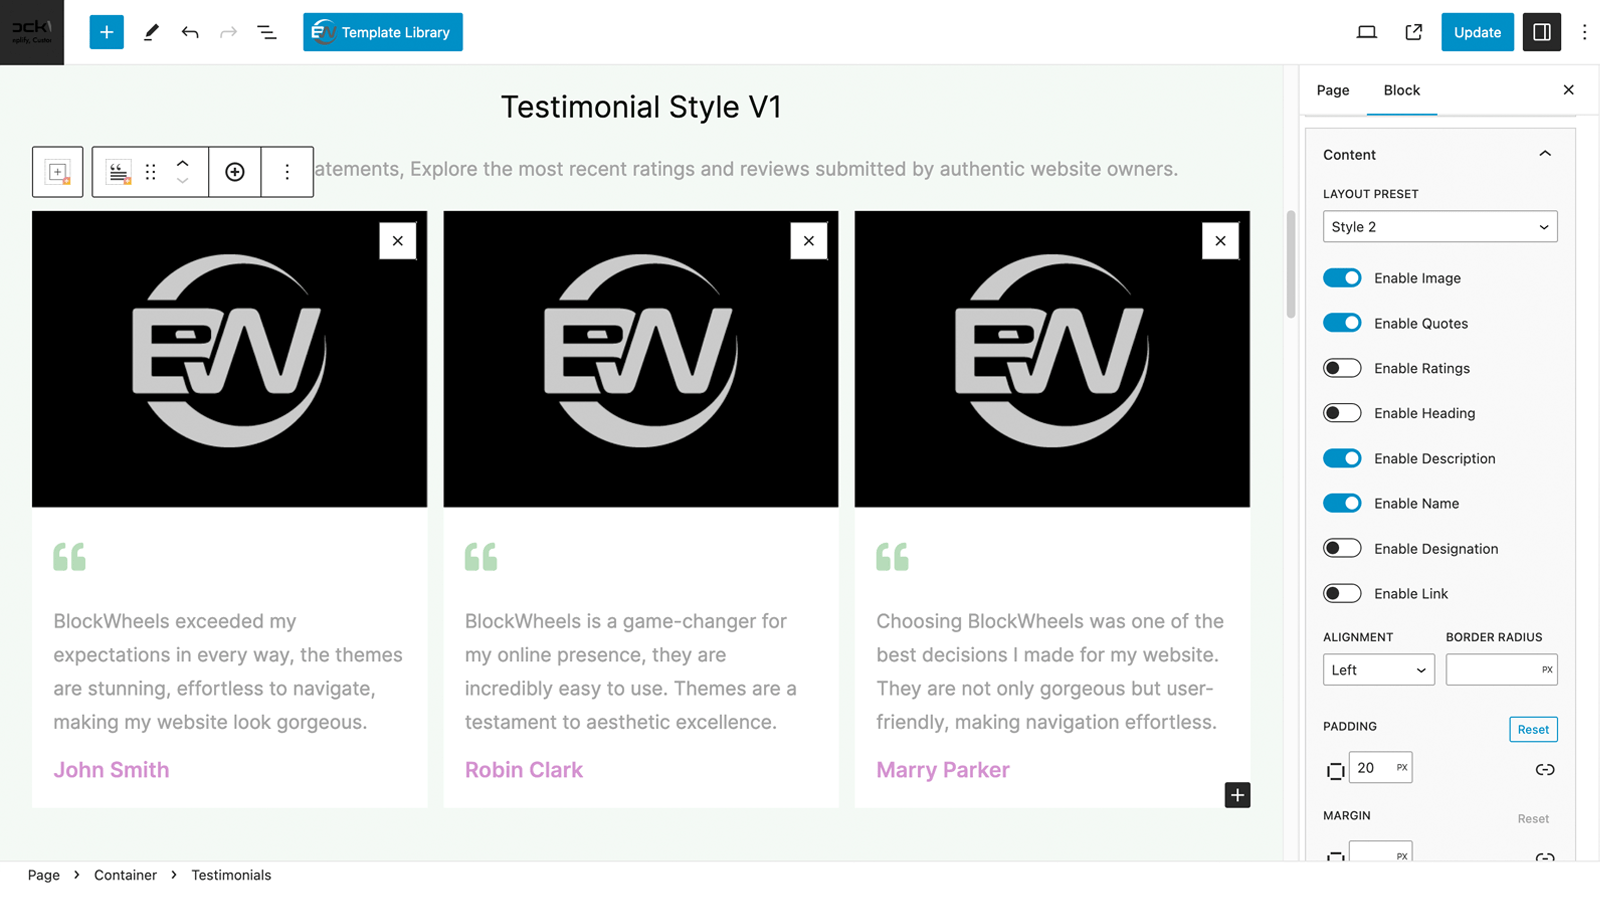 ock
plify, Custo
Template Library
Update
Testimonial Style V1
atements, Explore the most recent ratings and reviews submitted by authentic website owners.
BW
BW
BW
BlockWheels exceeded my
expectations in every way, the themes
are stunning, effortless to navigate,
making my website look gorgeous.
John Smith
BlockWheels is a game-changer for
my online presence, they are
incredibly easy to use. Themes are a
testament to aesthetic excellence.
Robin Clark
Choosing BlockWheels was one of the
best decisions I made for my website.
They are not only gorgeous but user-
friendly, making navigation effortless.
Marry Parker
Page Block
Content
LAYOUT PRESET
Style 2
Enable Image
Enable Quotes
Enable Ratings
Enable Heading
Enable Description
Enable Name
Enable Designation
Enable Link
ALIGNMENT BORDER RADIUS
Left PX
PADDING Reset
20 PX
MARGIN Reset
PX
Page > Container > Testimonials